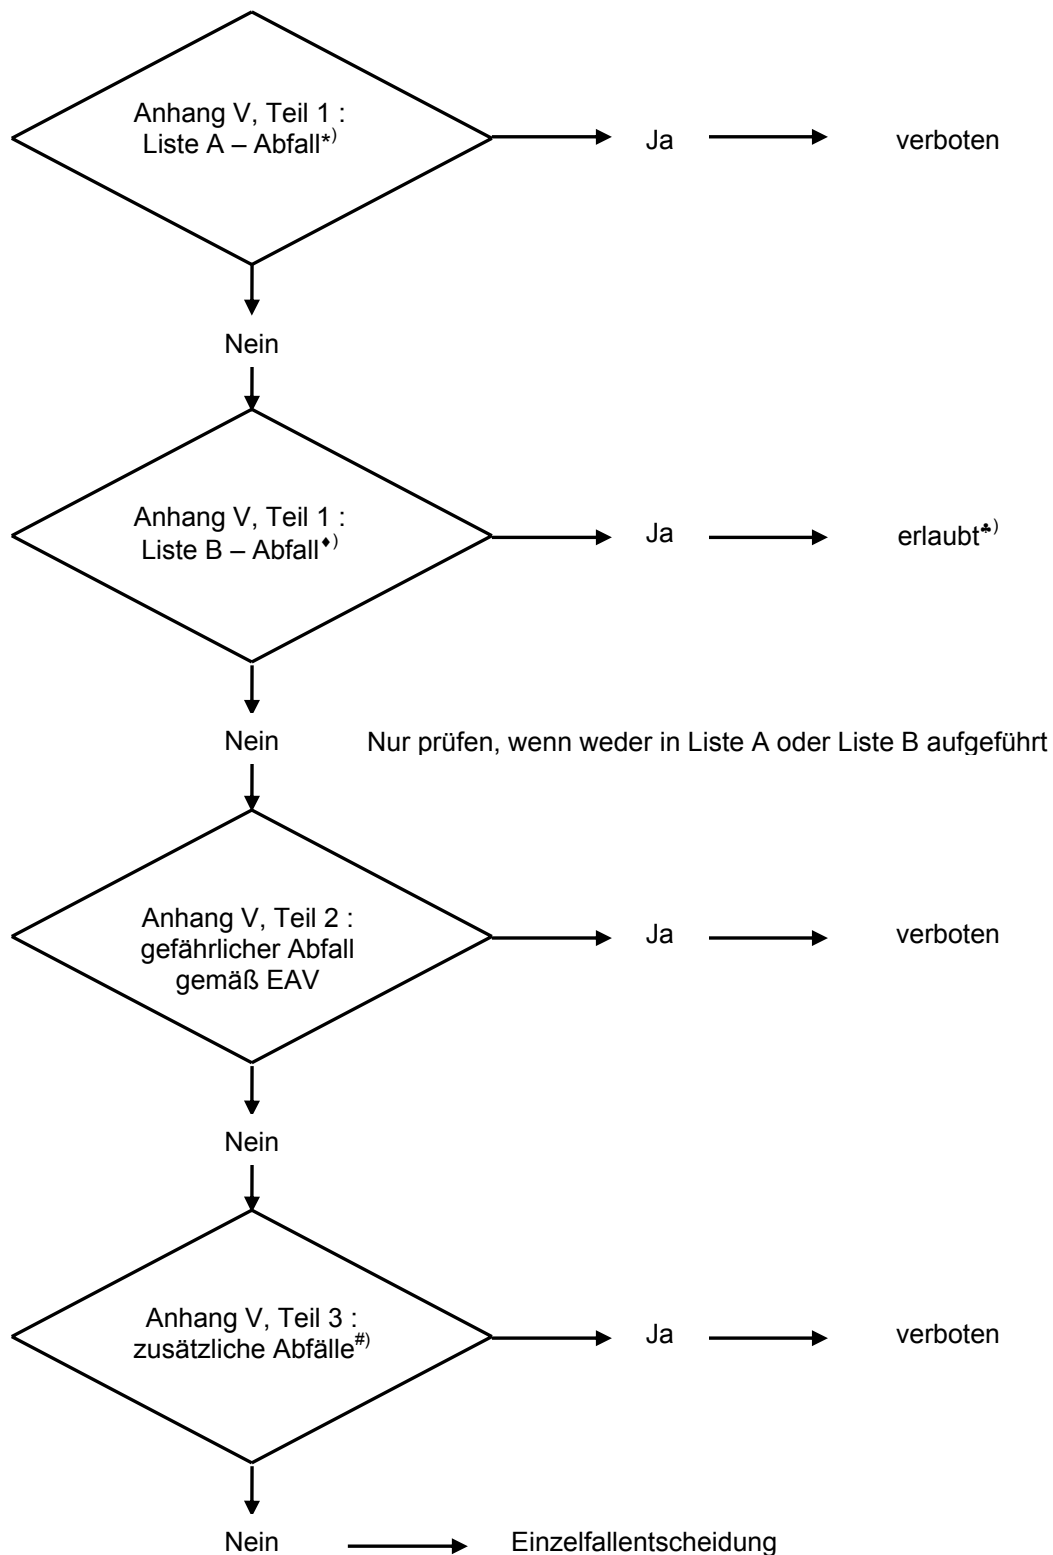 Anhang V, Teil 1 :
Liste A – Abfall*)
Ja
verboten
Nein
Anhang V, Teil 1 :
Liste B – Abfall♦)
Ja
erlaubt♣)
Nein
Nur prüfen, wenn weder in Liste A oder Liste B aufgeführt
Anhang V, Teil 2 :
gefährlicher Abfall
gemäß EAV
Ja
verboten
Nein
Anhang V, Teil 3 :
zusätzliche Abfälle#)
Ja
verboten
Nein
Einzelfallentscheidung